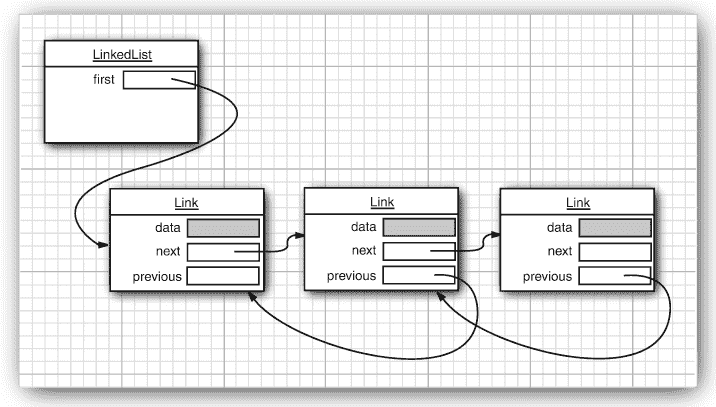 LinkedList
first
Link
data
next
previous
Link
data
next
previous
Link
data
next
previous